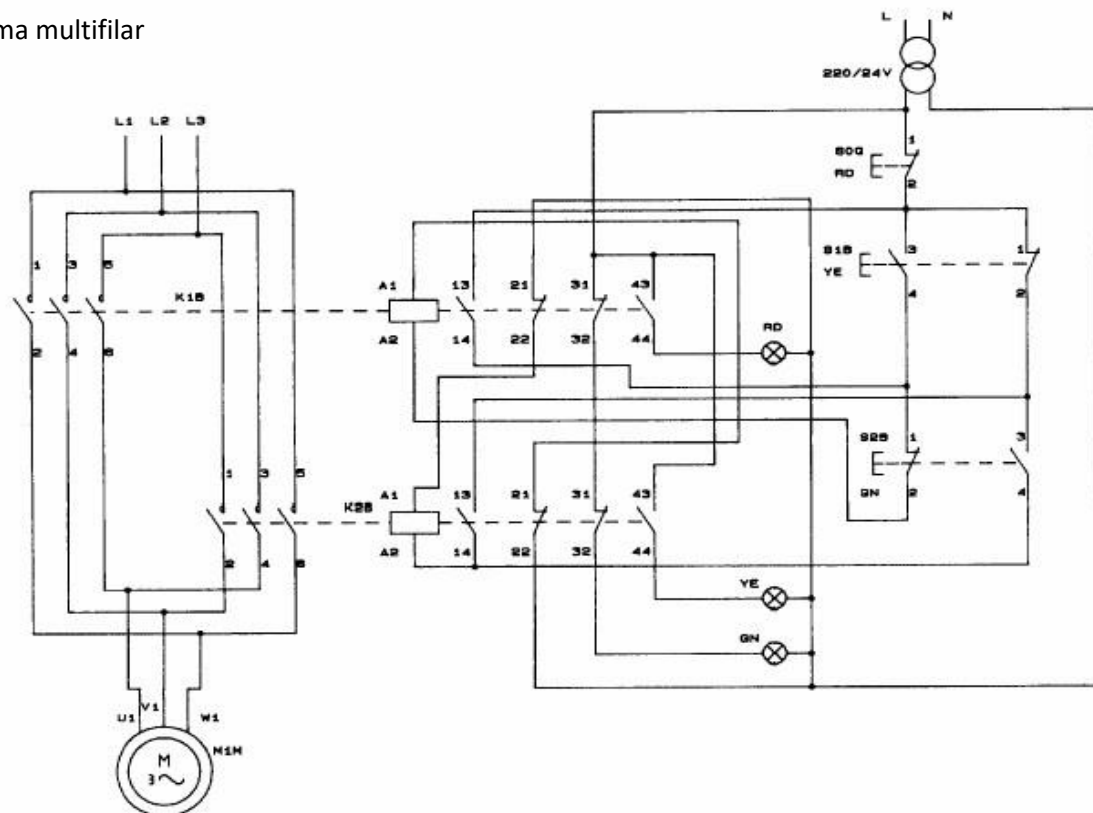 ma multifilar
L N
220/24V
L1 L2 L3
1
S0Q
RD
2
1 3 5
K1B
2 4 6
A1 13 21 31 43
A2 14 22 32 44
RD
3 1
S1B
YE
4 2
1 3
S2B
GN
2 4
1 3 5
K2B
2 4 6
A1 13 21 31 43
A2 14 22 32 44
YE
GN
U1 V1 W1
M1M
M
3